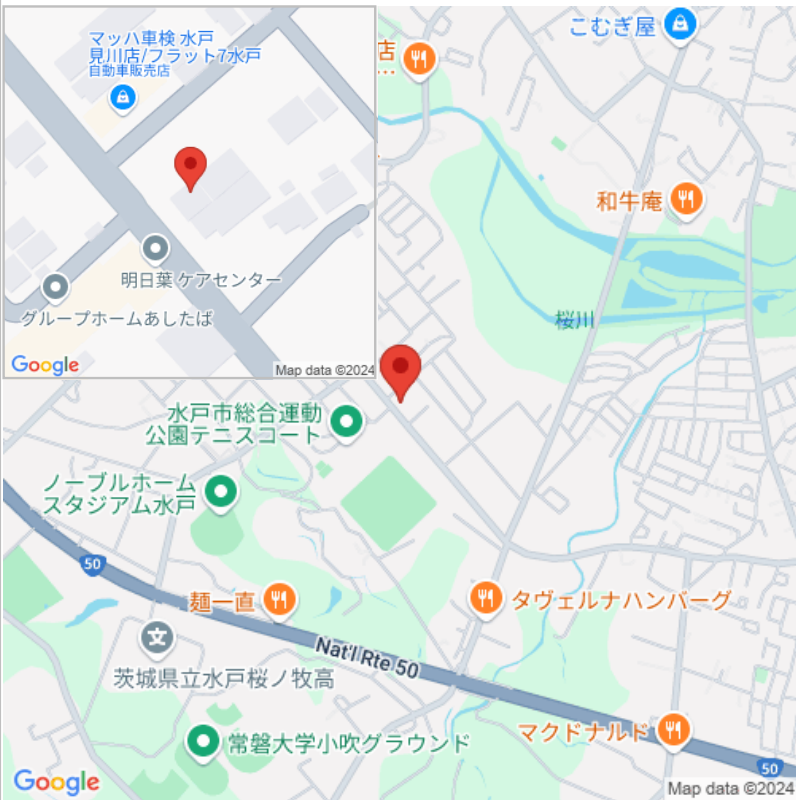 マッハ車検 水戸
見川店/フラット7水戸
自動車販売店
明日葉 ケアセンター
グループホームあしたば
Google
Map data ©2024
こむぎ屋
店
...
和牛庵
桜川
水戸市総合運動
公園テニスコート
ノーブルホーム
スタジアム水戸
50
麺一直
タヴェルナハンバーグ
Nat'l Rte 50
文
茨城県立水戸桜ノ牧高
マクドナルド
常磐大学小吹グラウンド
50
Google
Map data ©2024